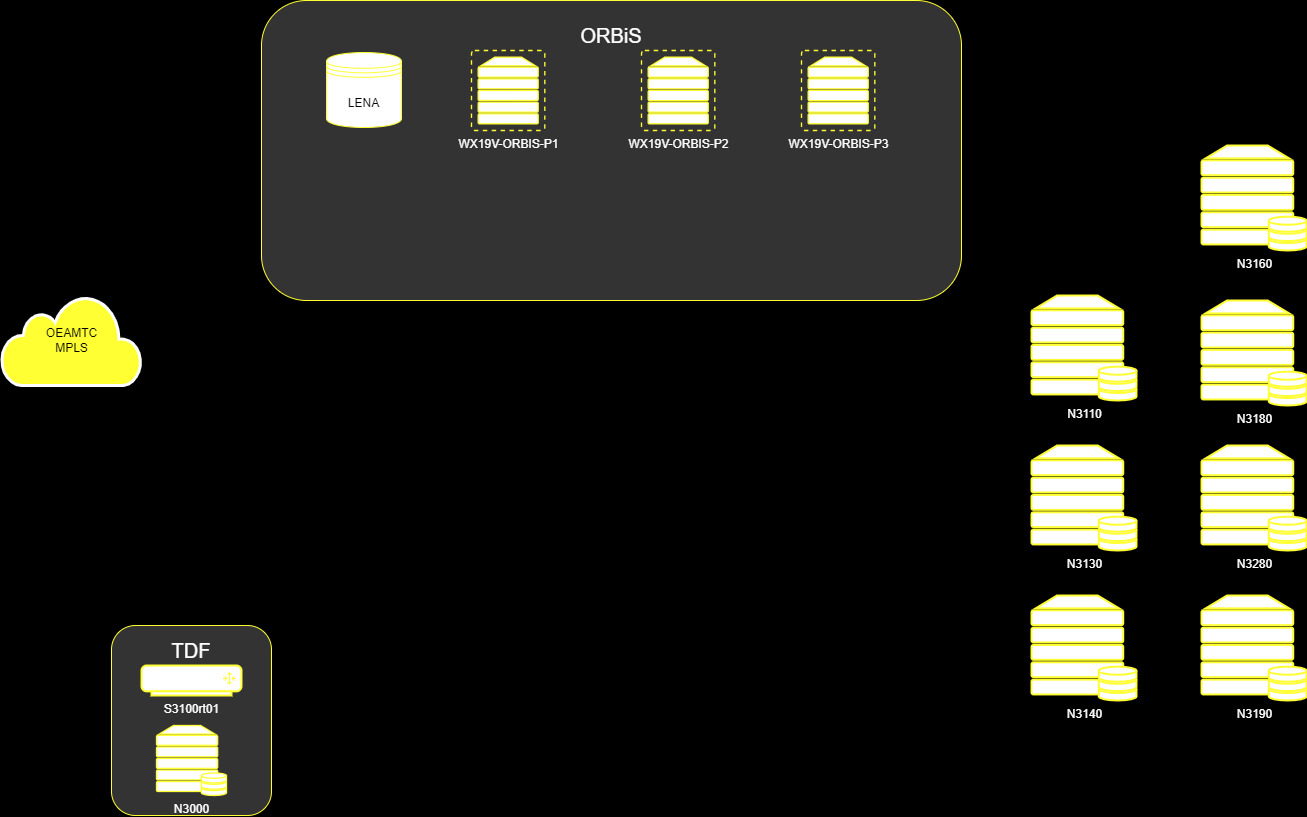 ORBiS
LENA
WX19V-ORBIS-P1
WX19V-ORBIS-P2
WX19V-ORBIS-P3
N3160
OEAMTC
MPLS
N3110
N3180
N3130
N3280
N3140
N3190
TDF
S3100rt01
N3000